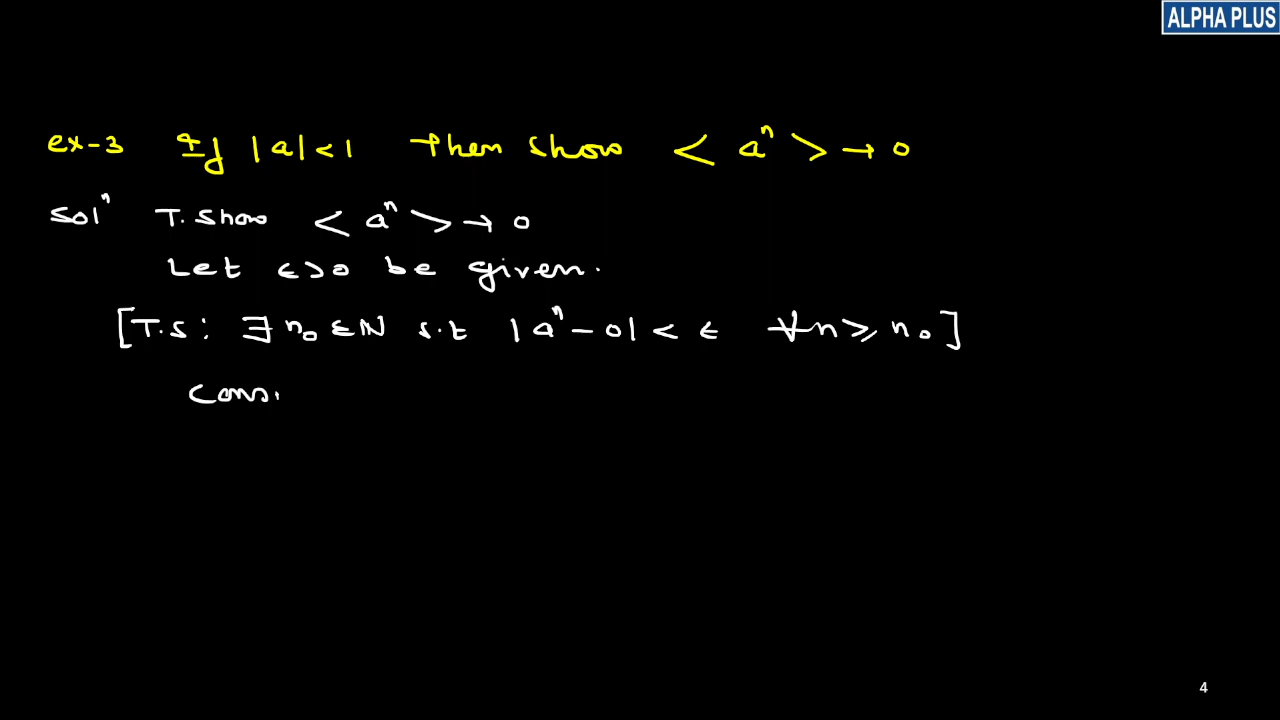 ALPHA PLUS
ex-3 If |a|<1 then show < aⁿ > → 0
Solⁿ T. Show < aⁿ > → 0
Let ϵ>0 be given.
[T.S: ∃ n₀ ∈ N s.t |aⁿ - 0| < ϵ ∀ n ≥ n₀]
Consi
4